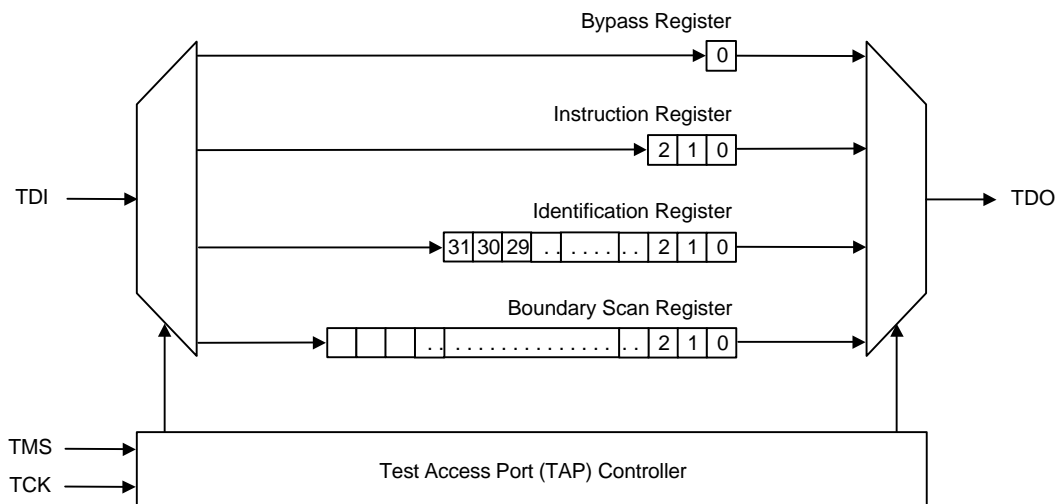 Bypass Register
0
Instruction Register
2 1 0
TDI
TDO
Identification Register
31 30 29 . . . . . . . . 2 1 0
Boundary Scan Register
. . . . . . . . . . . . . . . . . . 2 1 0
TMS
Test Access Port (TAP) Controller
TCK